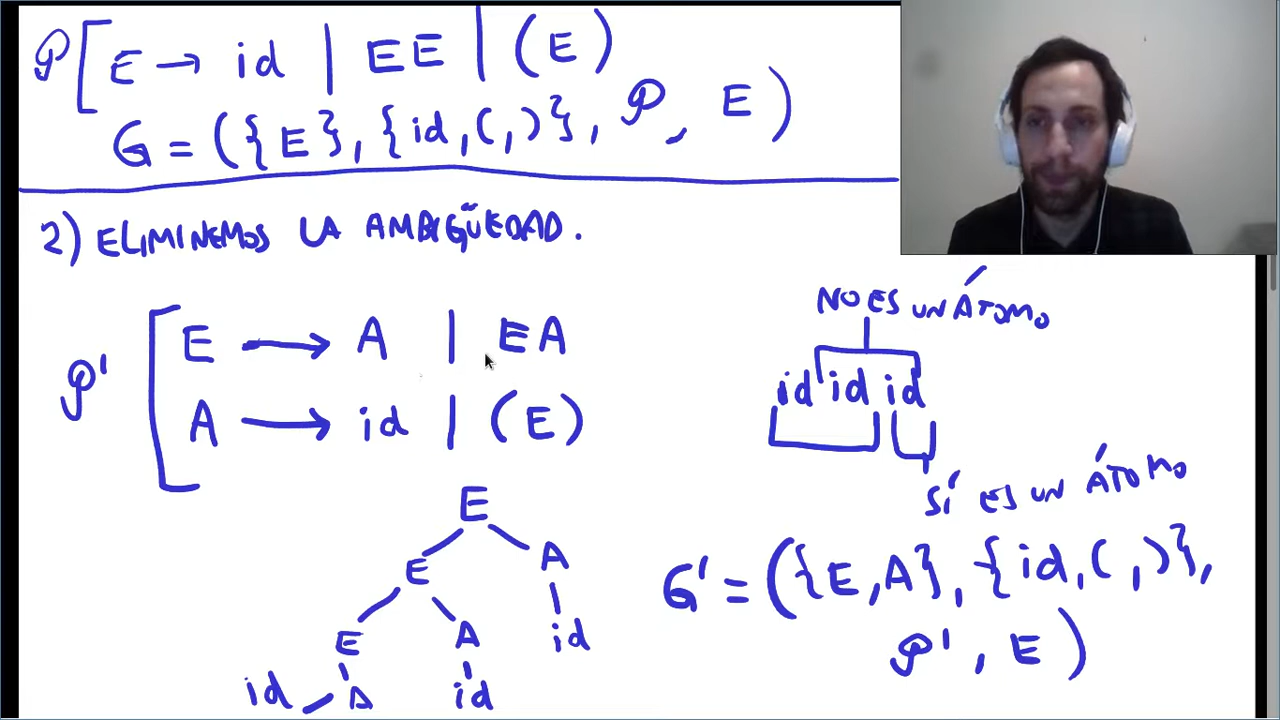 P [ E → id | EE | (E)
G = ({E}, {id, (, )}, P, E)
2) ELIMINEMOS LA AMBIGÜEDAD.
P' [ E → A | EA
A → id | (E)
NO ES UN ÁTOMO
id id id
SÍ ES UN ÁTOMO
E
E A
E A id
id A id
G' = ({E, A}, {id, (, )},
P', E)